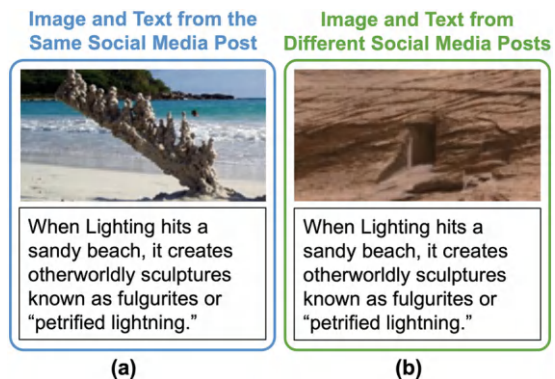 Image and Text from the
Same Social Media Post
When Lighting hits a
sandy beach, it creates
otherworldly sculptures
known as fulgurites or
“petrified lightning.”
(a)
Image and Text from
Different Social Media Posts
When Lighting hits a
sandy beach, it creates
otherworldly sculptures
known as fulgurites or
“petrified lightning.”
(b)